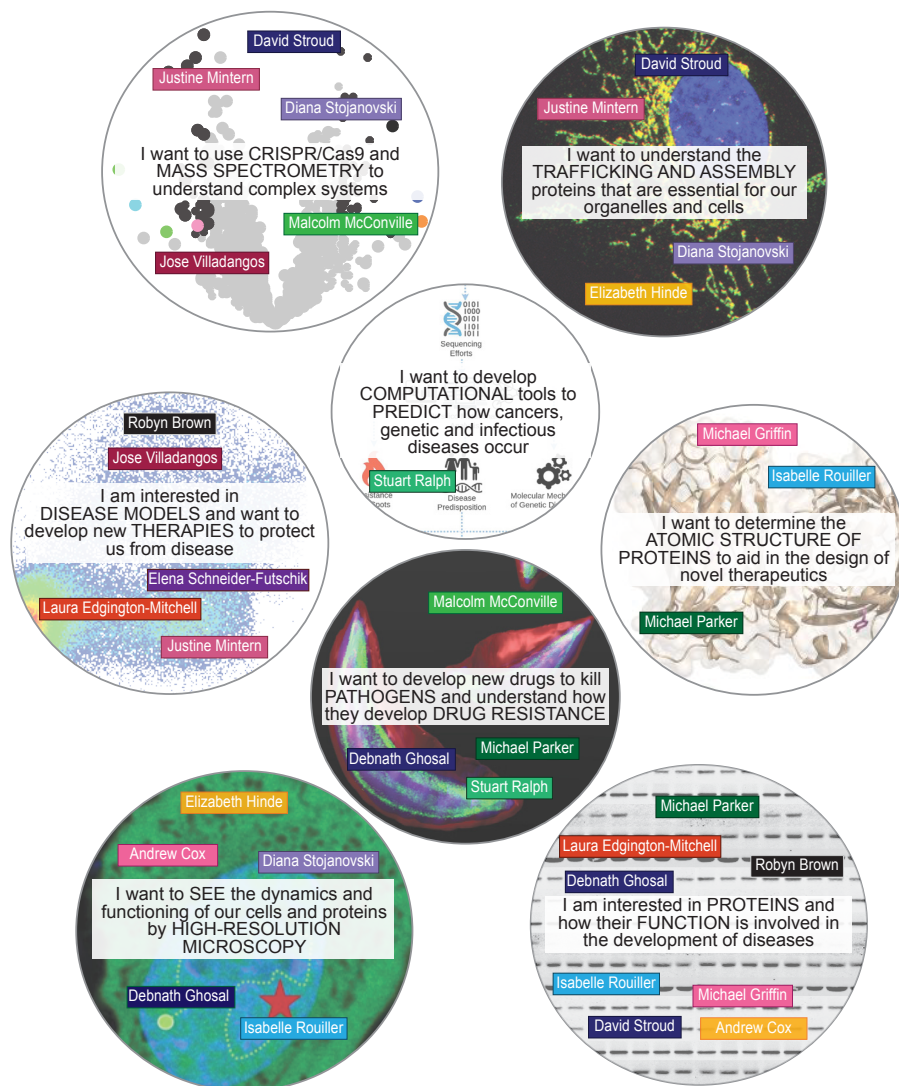 David Stroud
Justine Mintern
Diana Stojanovski
I want to use CRISPR/Cas9 and
MASS SPECTROMETRY to
understand complex systems
Malcolm McConville
Jose Villadangos
David Stroud
Justine Mintern
I want to understand the
TRAFFICKING AND ASSEMBLY
proteins that are essential for our
organelles and cells
Diana Stojanovski
Elizabeth Hinde
0101
1000
0101
1101
1011
Sequencing
Efforts
I want to develop
COMPUTATIONAL tools to
PREDICT how cancers,
genetic and infectious
diseases occur
Stuart Ralph
Disease
Predisposition
Molecular Mech
of Genetic D
Robyn Brown
Jose Villadangos
I am interested in
DISEASE MODELS and want to
develop new THERAPIES to protect
us from disease
Elena Schneider-Futschik
Laura Edgington-Mitchell
Justine Mintern
Michael Griffin
Isabelle Rouiller
I want to determine the
ATOMIC STRUCTURE OF
PROTEINS to aid in the design of
novel therapeutics
Michael Parker
Malcolm McConville
I want to develop new drugs to kill
PATHOGENS and understand how
they develop DRUG RESISTANCE
Michael Parker
Debnath Ghosal
Stuart Ralph
Elizabeth Hinde
Andrew Cox
Diana Stojanovski
I want to SEE the dynamics and
functioning of our cells and proteins
by HIGH-RESOLUTION
MICROSCOPY
Debnath Ghosal
Isabelle Rouiller
Michael Parker
Laura Edgington-Mitchell
Robyn Brown
Debnath Ghosal
I am interested in PROTEINS and
how their FUNCTION is involved in
the development of diseases
Isabelle Rouiller
Michael Griffin
David Stroud
Andrew Cox